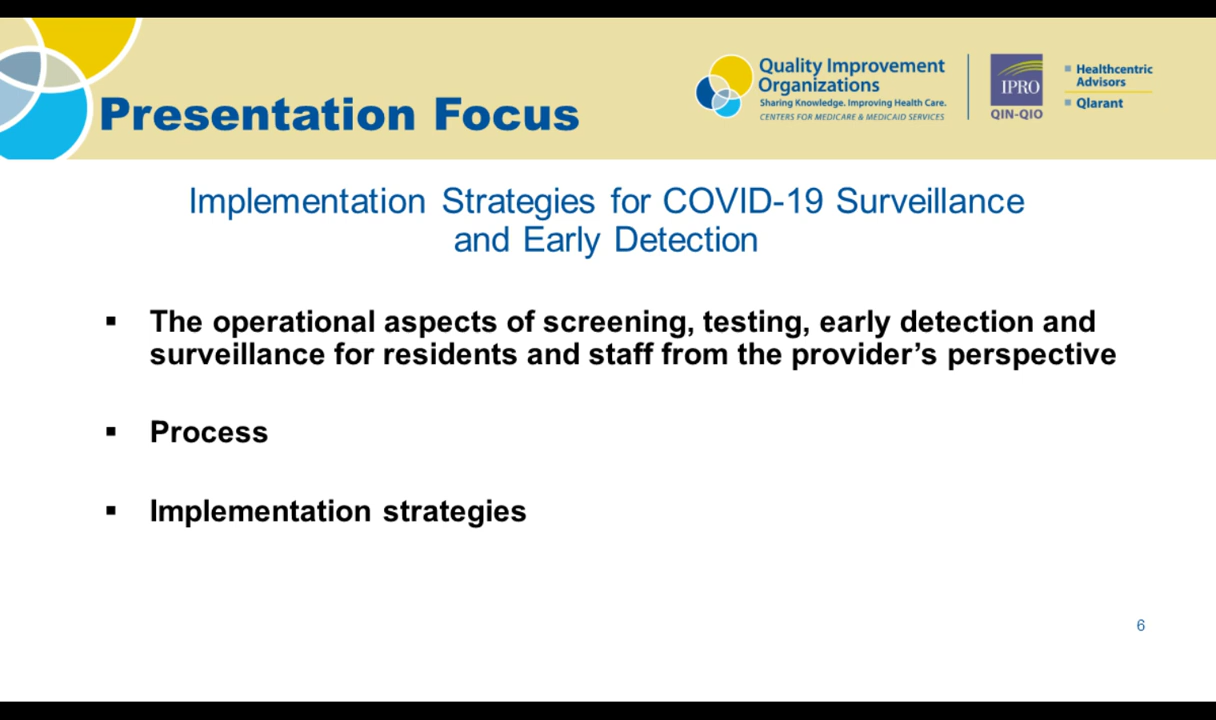 Presentation Focus
Quality Improvement
Organizations
Sharing Knowledge. Improving Health Care.
CENTERS FOR MEDICARE & MEDICAID SERVICES
IPRO
QIN-QIO
▪ Healthcentric
Advisors
▪ Qlarant
Implementation Strategies for COVID-19 Surveillance
and Early Detection
▪ The operational aspects of screening, testing, early detection and
surveillance for residents and staff from the provider’s perspective
▪ Process
▪ Implementation strategies
6